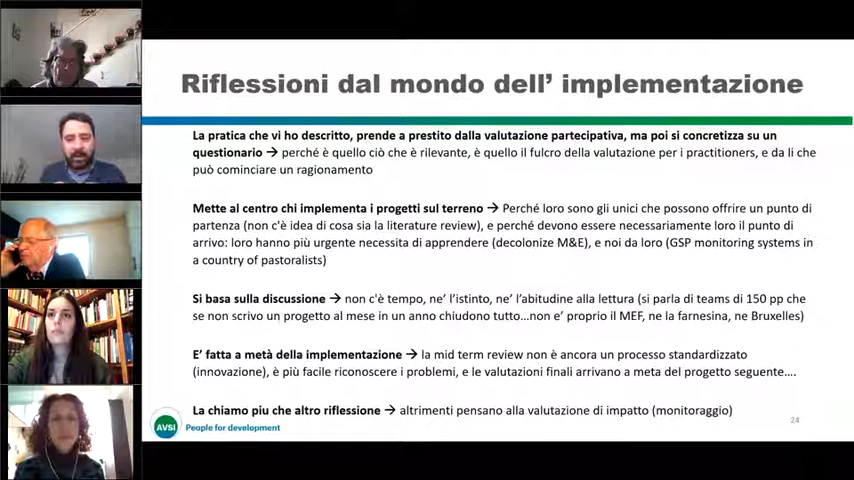 Riflessioni dal mondo dell' implementazione
La pratica che vi ho descritto, prende a prestito dalla valutazione partecipativa, ma poi si concretizza su un
questionario → perché è quello ciò che è rilevante, è quello il fulcro della valutazione per i practitioners, e da li che
può cominciare un ragionamento
Mette al centro chi implementa i progetti sul terreno → Perché loro sono gli unici che possono offrire un punto di
partenza (non c'è idea di cosa sia la literature review), e perché devono essere necessariamente loro il punto di
arrivo: loro hanno più urgente necessita di apprendere (decolonize M&E), e noi da loro (GSP monitoring systems in
a country of pastoralists)
Si basa sulla discussione → non c'è tempo, ne' l'istinto, ne' l'abitudine alla lettura (si parla di teams di 150 pp che
se non scrivo un progetto al mese in un anno chiudono tutto...non e' proprio il MEF, ne la farnesina, ne Bruxelles)
E' fatta a metà della implementazione → la mid term review non è ancora un processo standardizzato
(innovazione), è più facile riconoscere i problemi, e le valutazioni finali arrivano a meta del progetto seguente....
La chiamo piu che altro riflessione → altrimenti pensano alla valutazione di impatto (monitoraggio)
AVSI People for development
24